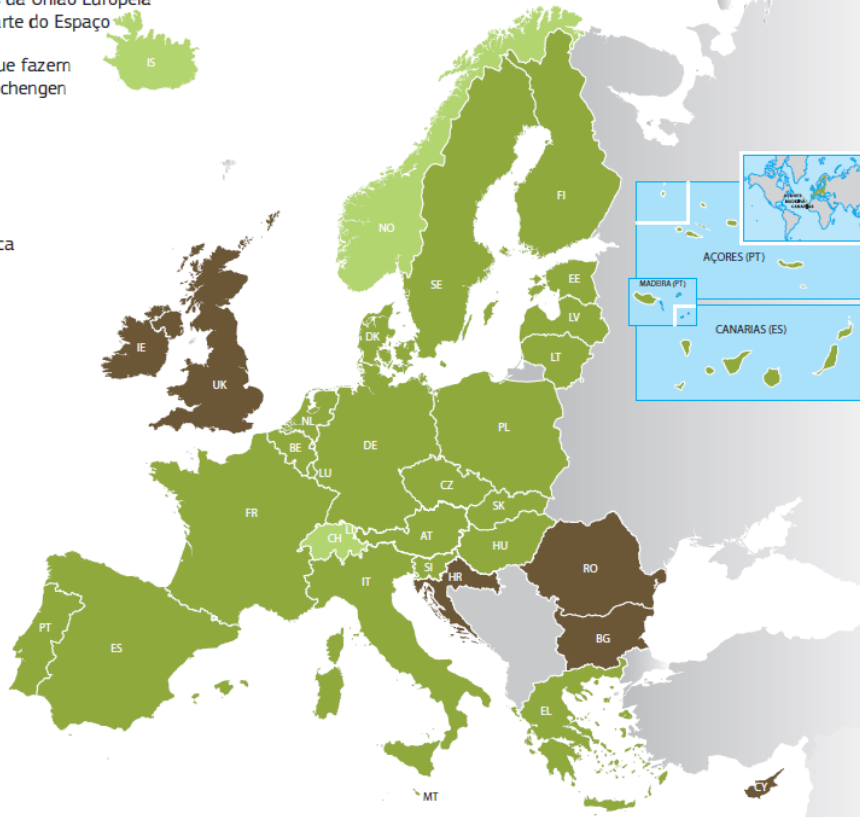 da União Europeia
arte do Espaço
IS
ue fazem
chengen
NO
FI
ca
SE
AÇORES (PT)
EE
MADEIRA (PT)
LV
CANARIAS (ES)
DK
IE
LT
UK
NL
PL
BE
DE
LU
CZ
FR
SK
CH
LI
AT
HU
SI
HR
RO
IT
PT
ES
BG
EL
CY
MT